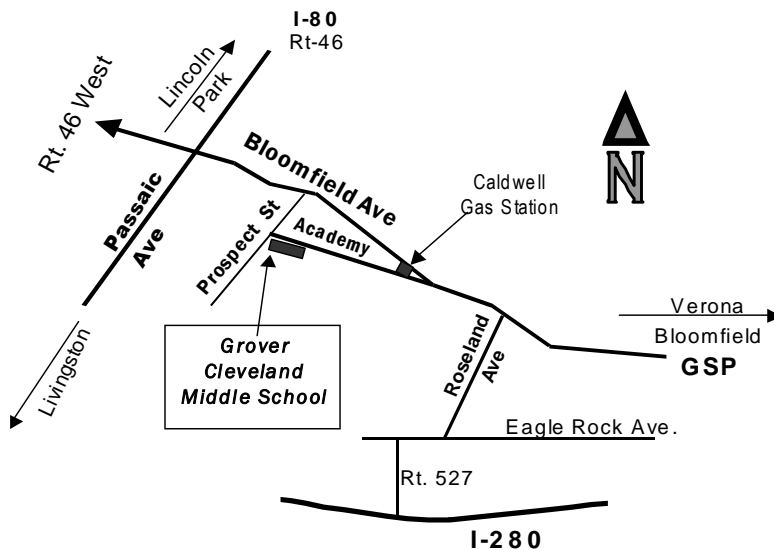 I-80
Rt-46
Lincoln
Park
Rt. 46 West
Bloomfield Ave
N
Caldwell
Gas Station
Passaic
Ave
Prospect St
Academy
Verona
Bloomfield
GSP
Livingston
Grover
Cleveland
Middle School
Roseland
Ave
Eagle Rock Ave.
Rt. 527
I-280